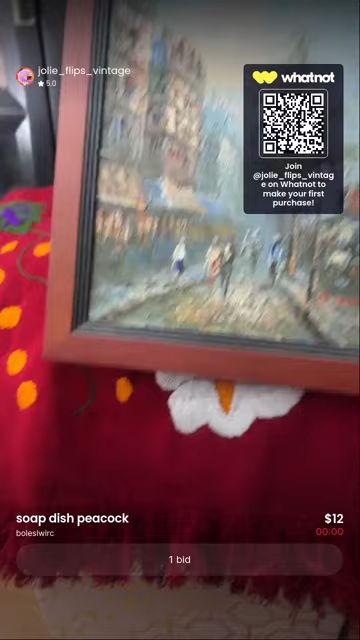 jolie_flips_vintage
★ 5.0
whatnot
Join
@jolie_flips_vintag
e on Whatnot to
make your first
purchase!
soap dish peacock
$12
boleslwirc
00:00
1 bid